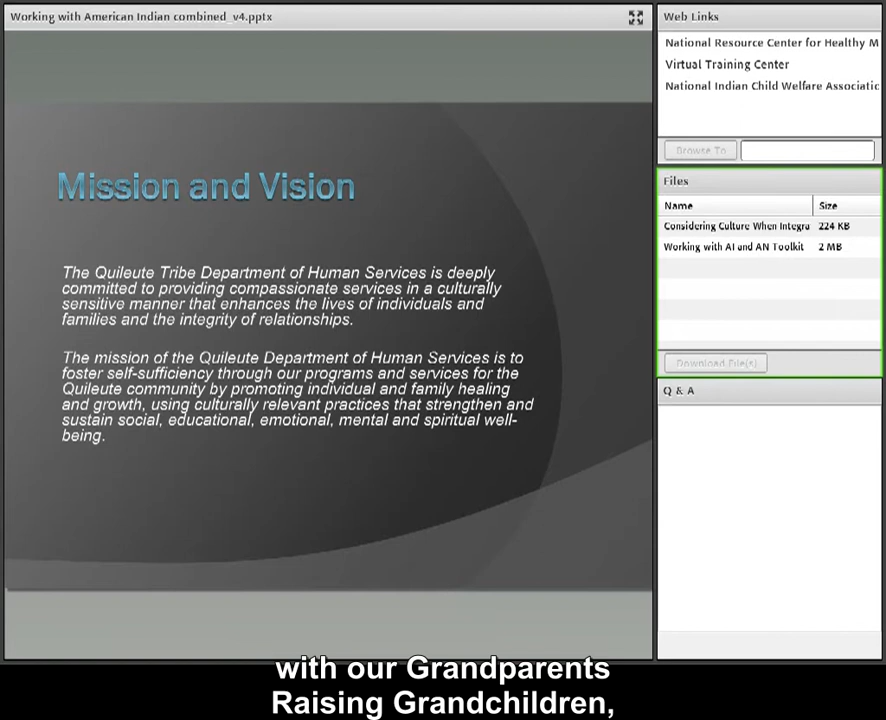 Working with American Indian combined_v4.pptx
Mission and Vision
The Quileute Tribe Department of Human Services is deeply
committed to providing compassionate services in a culturally
sensitive manner that enhances the lives of individuals and
families and the integrity of relationships.
The mission of the Quileute Department of Human Services is to
foster self-sufficiency through our programs and services for the
Quileute community by promoting individual and family healing
and growth, using culturally relevant practices that strengthen and
sustain social, educational, emotional, mental and spiritual well-
being.
Web Links
National Resource Center for Healthy M
Virtual Training Center
National Indian Child Welfare Associatic
Browse To
Files
Name Size
Considering Culture When Integra 224 KB
Working with AI and AN Toolkit 2 MB
Download File(s)
Q & A
with our Grandparents
Raising Grandchildren,